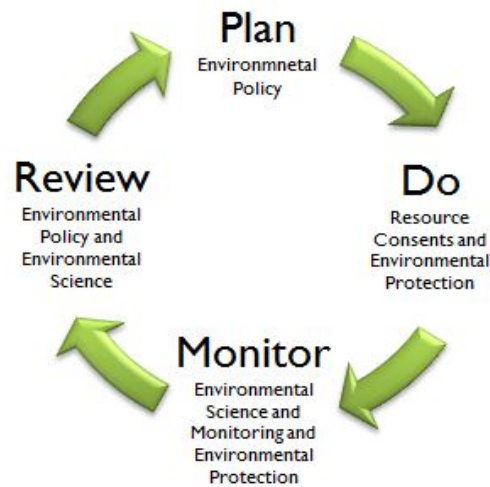 Plan
Environmnetal
Policy
Do
Resource
Consents and
Environmental
Protection
Monitor
Environmental
Science and
Monitoring and
Environmental
Protection
Review
Environmental
Policy and
Environmental
Science